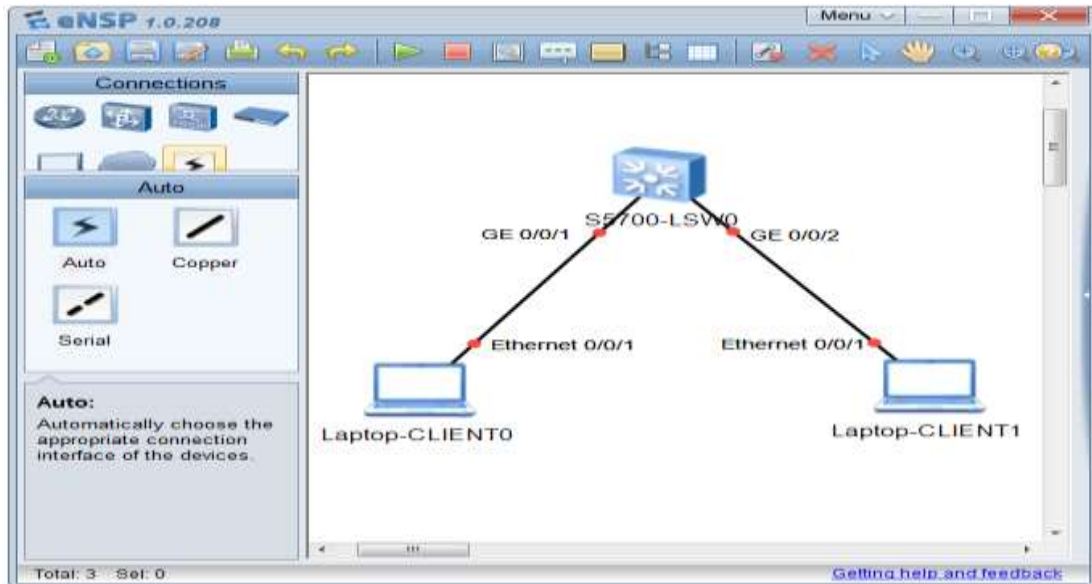 eNSP 1.0.208
Menu
Connections
Auto
Auto
Copper
Serial
Auto:
Automatically choose the
appropriate connection
interface of the devices.
S5700-LSW0
GE 0/0/1
GE 0/0/2
Ethernet 0/0/1
Ethernet 0/0/1
Laptop-CLIENT0
Laptop-CLIENT1
Total: 3 Sel: 0
Getting help and feedback